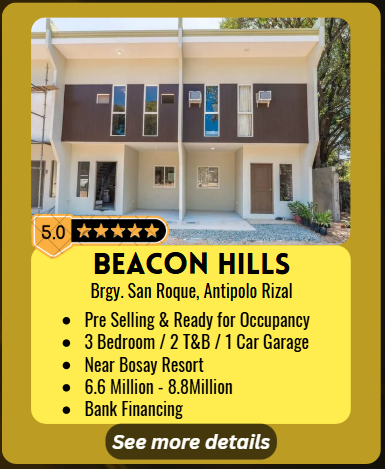 5.0
BEACON HILLS
Brgy. San Roque, Antipolo Rizal
Pre Selling & Ready for Occupancy
3 Bedroom / 2 T&B / 1 Car Garage
Near Bosay Resort
6.6 Million - 8.8Million
Bank Financing
See more details